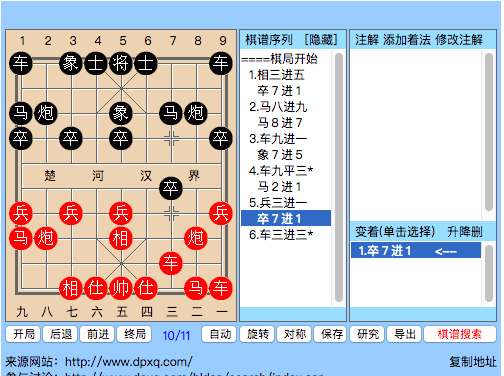 棋谱序列 [隐藏]
注解 添加着法 修改注解
1 2 3 4 5 6 7 8 9
车 象 士 将 士 车
马 炮 象 马 炮
卒 卒 卒 卒
楚 河 汉 界
卒
兵 兵 兵 兵
马 炮 相 炮
车
相 仕 帅 仕 马 车
九 八 七 六 五 四 三 二 一
====棋局开始
1.相三进五
卒７进１
2.马八进九
马８进７
3.车九进一
象７进５
4.车九平三*
马２进１
5.兵三进一
卒７进１
6.车三进三*
变着(单击选择) 升降删
1.卒７进1 <--
开局 后退 前进 终局 10/11 自动 旋转 对称 保存 研究 导出 棋谱搜索
来源网站: http://www.dpxq.com/ 复制地址